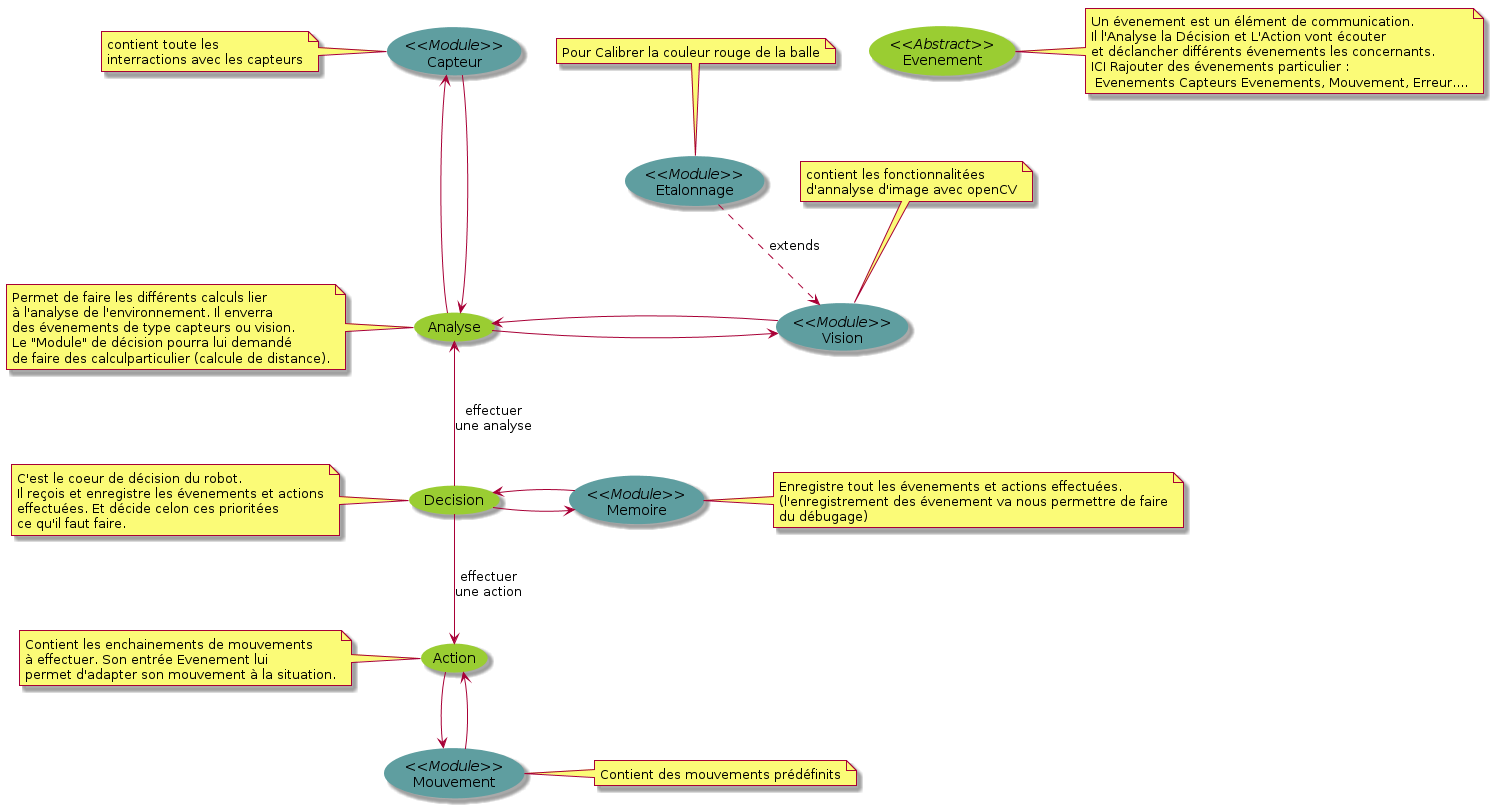 contient toute les
interractions avec les capteurs
<<Module>>
Capteur
Pour Calibrer la couleur rouge de la balle
<<Abstract>>
Evenement
Un évenement est un élément de communication.
Il l'Analyse la Décision et L'Action vont écouter
et déclancher différents évenements les concernants.
ICI Rajouter des événements particulier :
Evenements Capteurs Evenements, Mouvement, Erreur....
<<Module>>
Etalonnage
contient les fonctionnalitées
d'annalyse d'image avec openCV
extends
Permet de faire les différents calculs lier
à l'analyse de l'environnement. Il enverra
des évenements de type capteurs ou vision.
Le "Module" de décision pourra lui demandé
de faire des calculparticulier (calcule de distance).
Analyse
<<Module>>
Vision
effectuer
une analyse
C'est le coeur de décision du robot.
Il reçois et enregistre les évenements et actions
effectuées. Et décide celon ces prioritées
ce qu'il faut faire.
Decision
<<Module>>
Memoire
Enregistre tout les évenements et actions effectuées.
(l'enregistrement des évenement va nous permettre de faire
du débugage)
effectuer
une action
Contient les enchainements de mouvements
à effectuer. Son entrée Evenement lui
permet d'adapter son mouvement à la situation.
Action
<<Module>>
Mouvement
Contient des mouvements prédéfinits